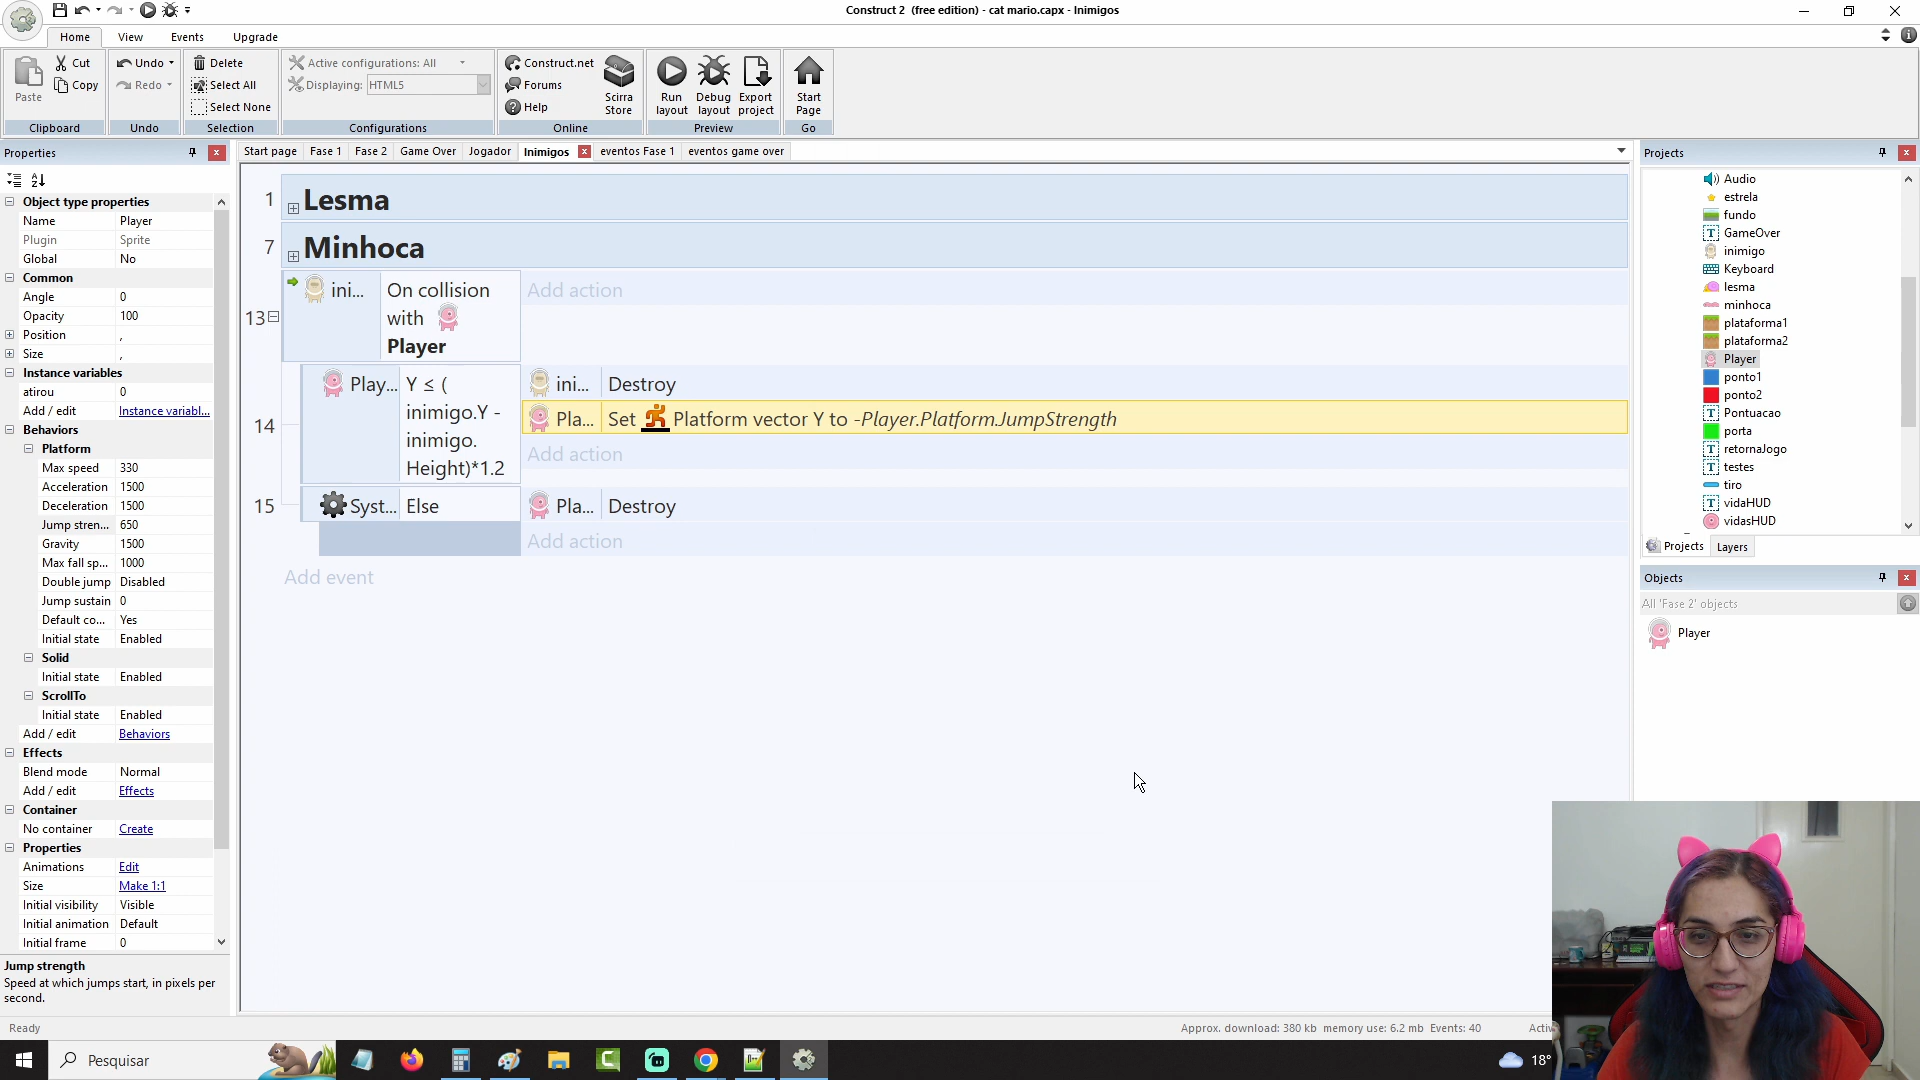 Construct 2  (free edition) - cat mario.capx - Inimigos
Home
View
Events
Upgrade
Paste
Cut
Copy
Clipboard
Undo
Redo
Undo
Delete
Select All
Select None
Selection
Active configurations: All
Displaying: HTML5
Configurations
Construct.net
Forums
Help
Scirra
Store
Online
Run
layout
Debug
layout
Export
project
Preview
Start
Page
Go
Properties
Object type properties
Name Player
Plugin Sprite
Global No
Common
Angle 0
Opacity 100
Position ,
Size ,
Instance variables
atirou 0
Add / edit Instance variabl...
Behaviors
Platform
Max speed 330
Acceleration 1500
Deceleration 1500
Jump stren... 650
Gravity 1500
Max fall sp... 1000
Double jump Disabled
Jump sustain 0
Default co... Yes
Initial state Enabled
Solid
Initial state Enabled
ScrollTo
Initial state Enabled
Add / edit Behaviors
Effects
Blend mode Normal
Add / edit Effects
Container
No container Create
Properties
Animations Edit
Size Make 1:1
Initial visibility Visible
Initial animation Default
Initial frame 0
Jump strength
Speed at which jumps start, in pixels per
second.
Start page Fase 1 Fase 2 Game Over Jogador Inimigos eventos Fase 1 eventos game over
1 Lesma
7 Minhoca
13
ini... On collision
with
Player
Add action
14
Play... Y ≤ (
inimigo.Y -
inimigo.
Height)*1.2
ini... Destroy
Pla... Set Platform vector Y to -Player.Platform.JumpStrength
Add action
15 Syst... Else
Pla... Destroy
Add action
Add event
Projects
Audio
estrela
fundo
GameOver
inimigo
Keyboard
lesma
minhoca
plataforma1
plataforma2
Player
ponto1
ponto2
Pontuacao
porta
retornaJogo
testes
tiro
vidaHUD
vidasHUD
Projects Layers
Objects
All 'Fase 2' objects
Player
Ready
Approx. download: 380 kb  memory use: 6.2 mb  Events: 40
Pesquisar
18°